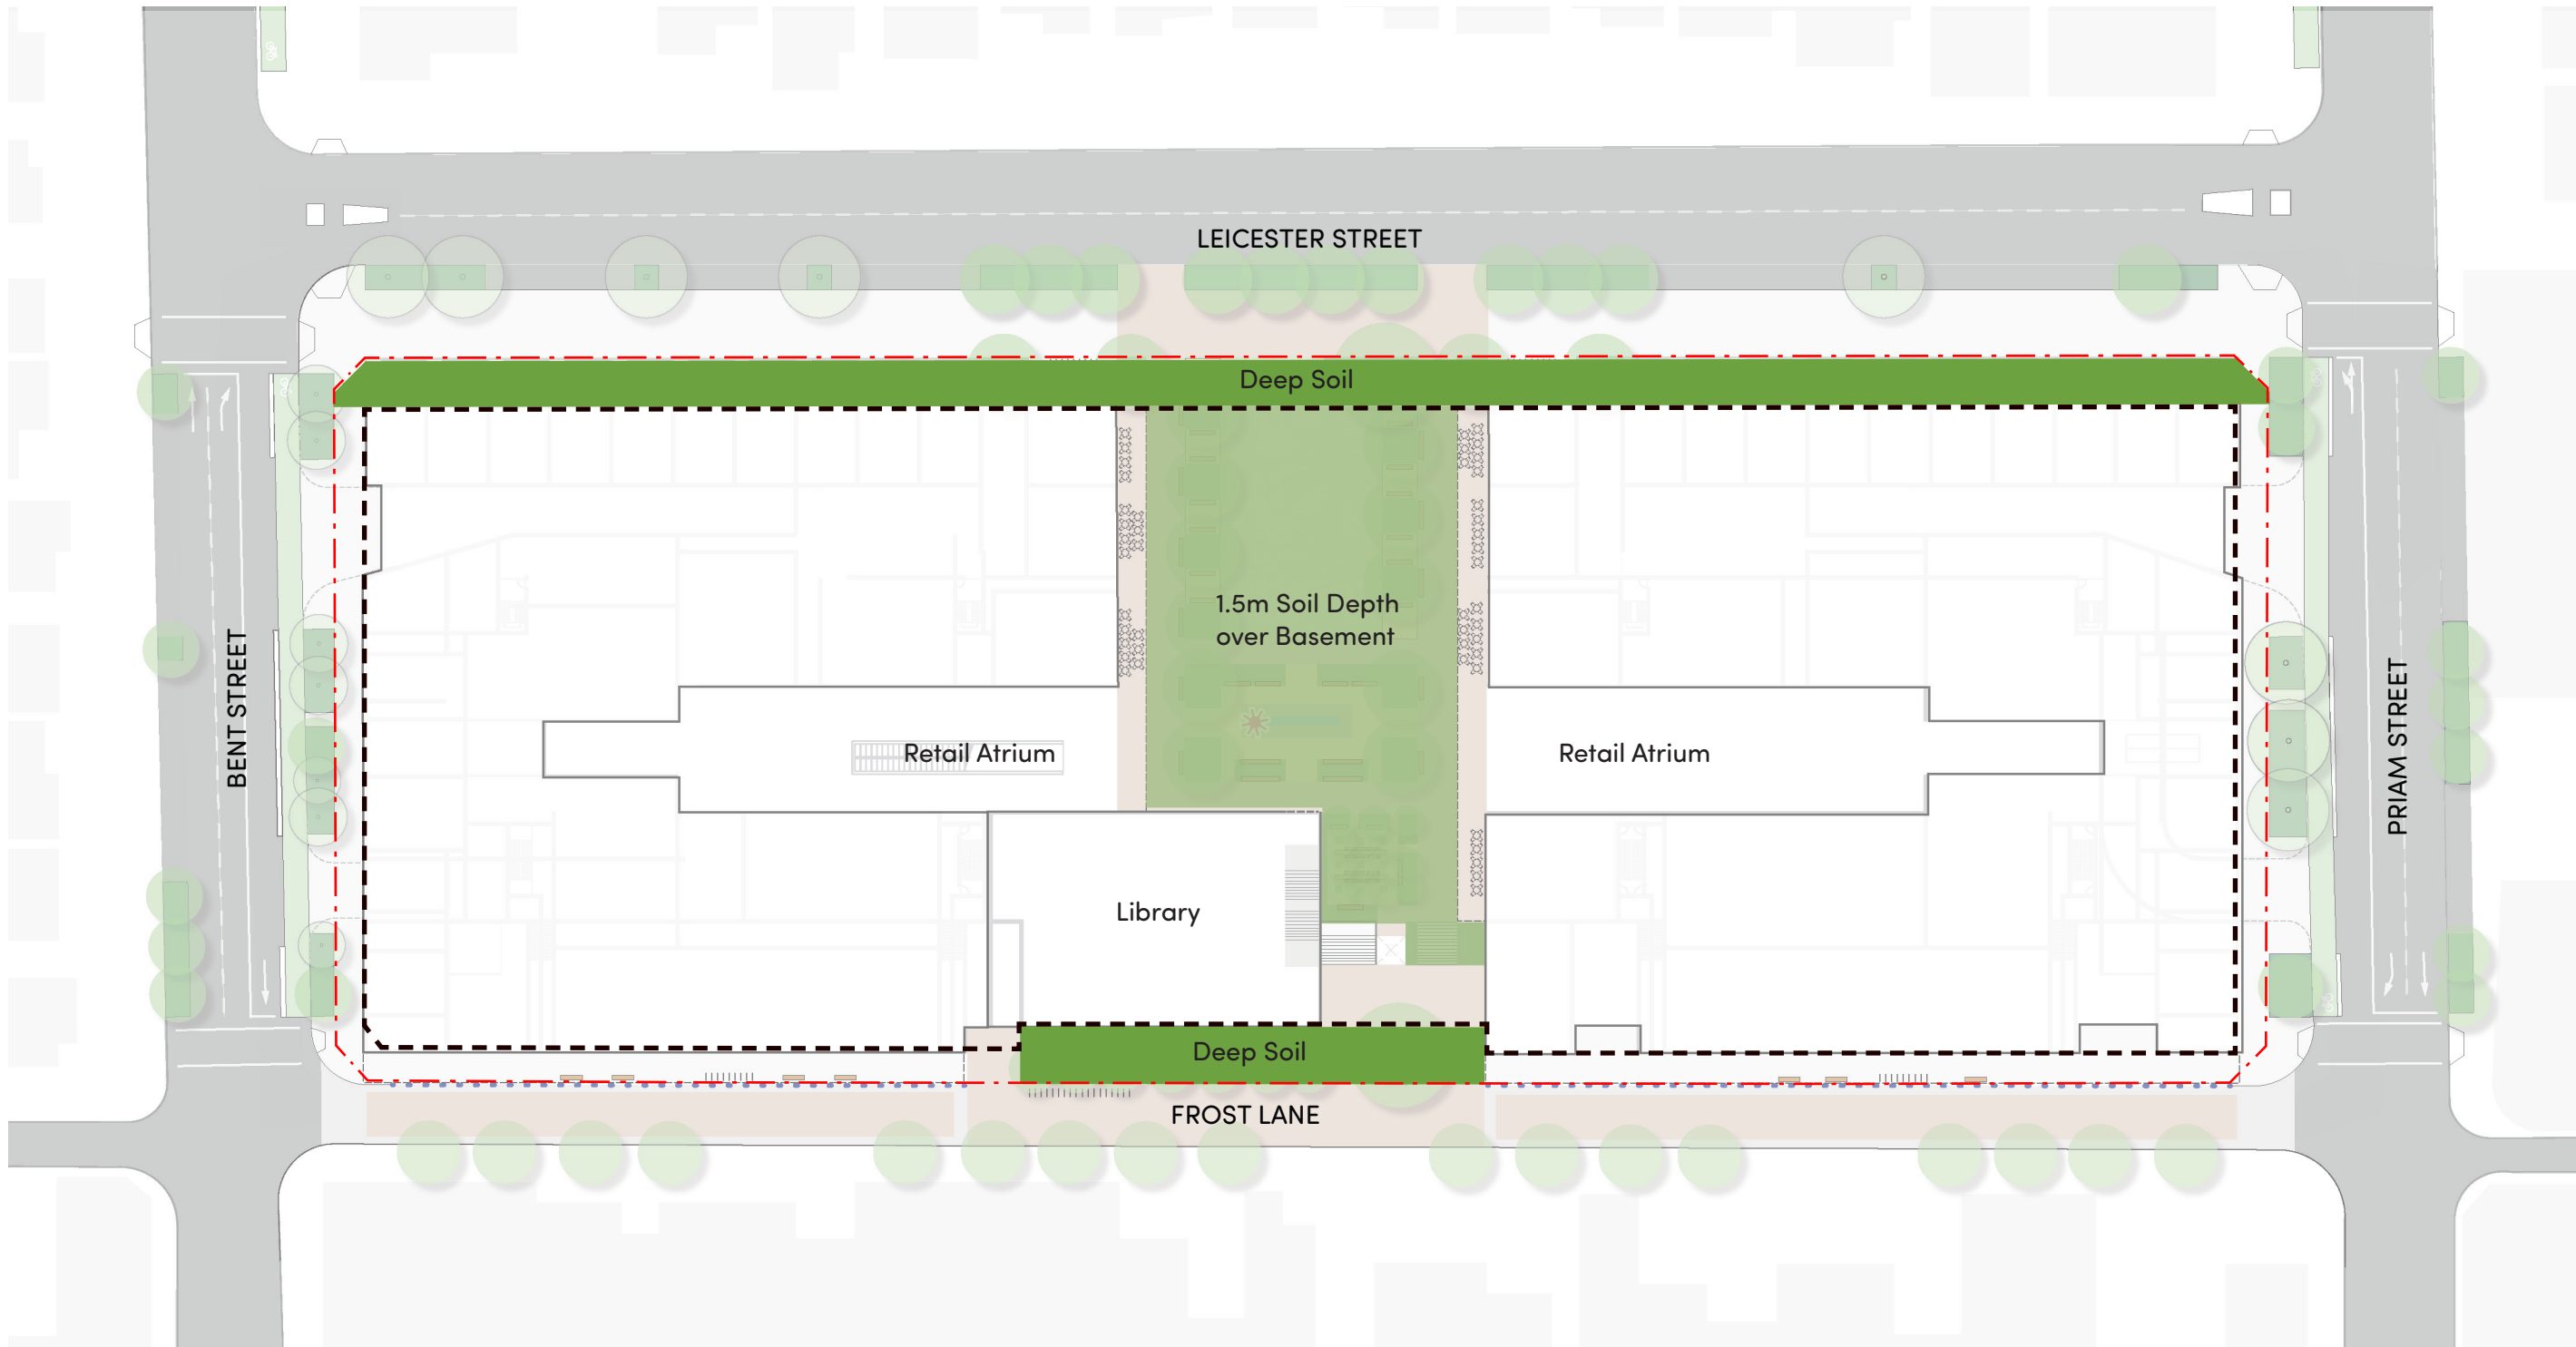 LEICESTER STREET
Deep Soil
1.5m Soil Depth
over Basement
BENT STREET
PRIAM STREET
Retail Atrium
Retail Atrium
Library
Deep Soil
FROST LANE